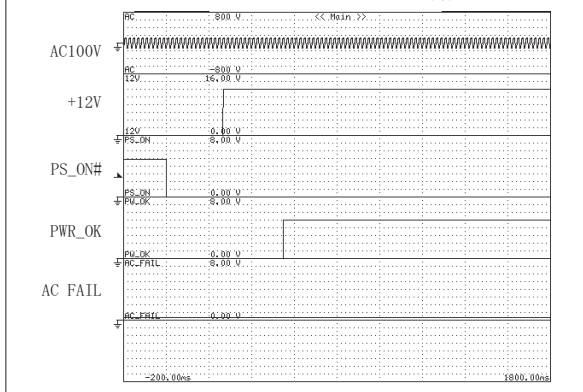 AC 800 V << Main >>
AC100V
AC -800 V
12V 16.00 V
+12V
12V 0.00 V
PS_ON 8.00 V
PS_ON#
PS_ON 0.00 V
PW_OK 8.00 V
PWR_OK
PW_OK 0.00 V
AC_FAIL 8.00 V
AC FAIL
AC_FAIL 0.00 V
-200.00ms 1800.00ms